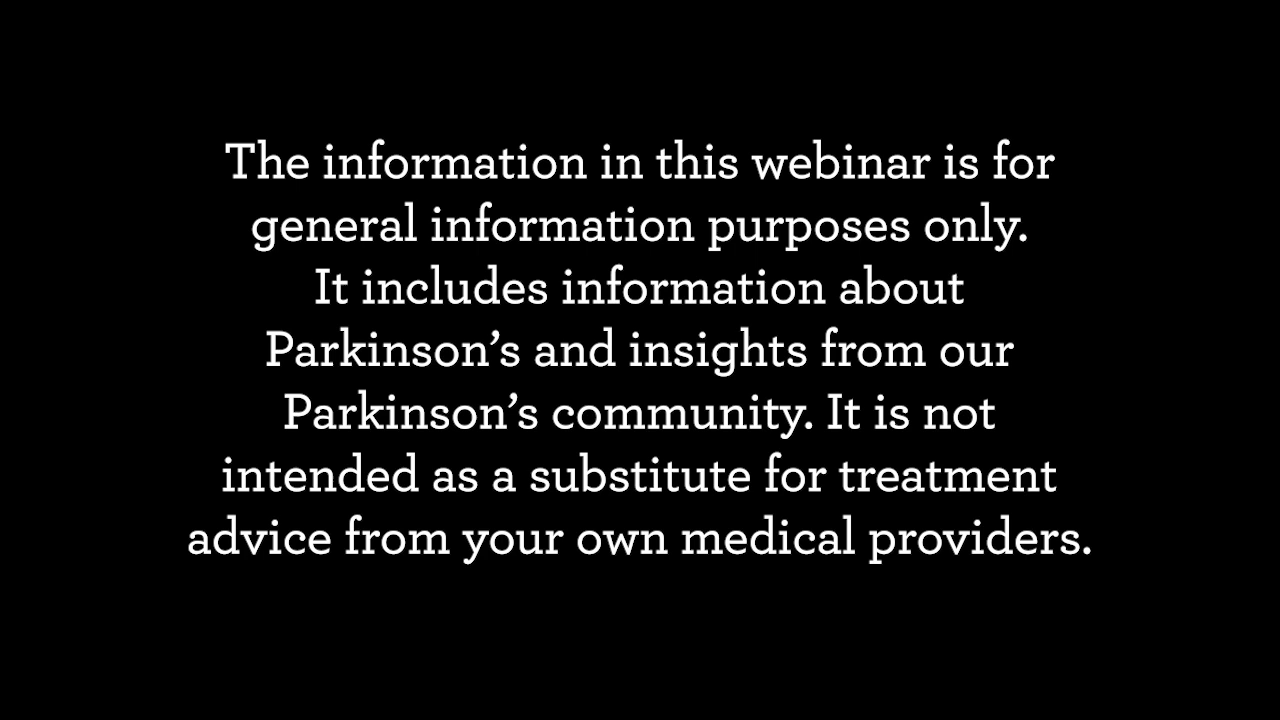 The information in this webinar is for
general information purposes only.
It includes information about
Parkinson’s and insights from our
Parkinson’s community. It is not
intended as a substitute for treatment
advice from your own medical providers.